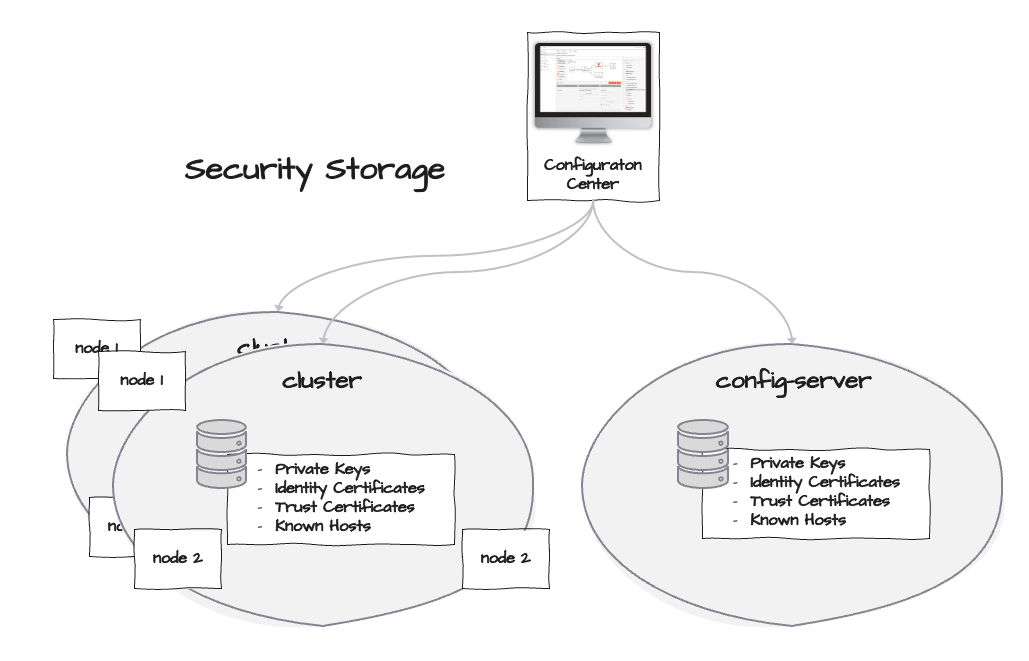 Configuraton
Center
Security Storage
node 1
node 1
cluster
config-server
- Private Keys
- Identity Certificates
- Trust Certificates
- Known Hosts
- Private Keys
- Identity Certificates
- Trust Certificates
- Known Hosts
node 2
node 2